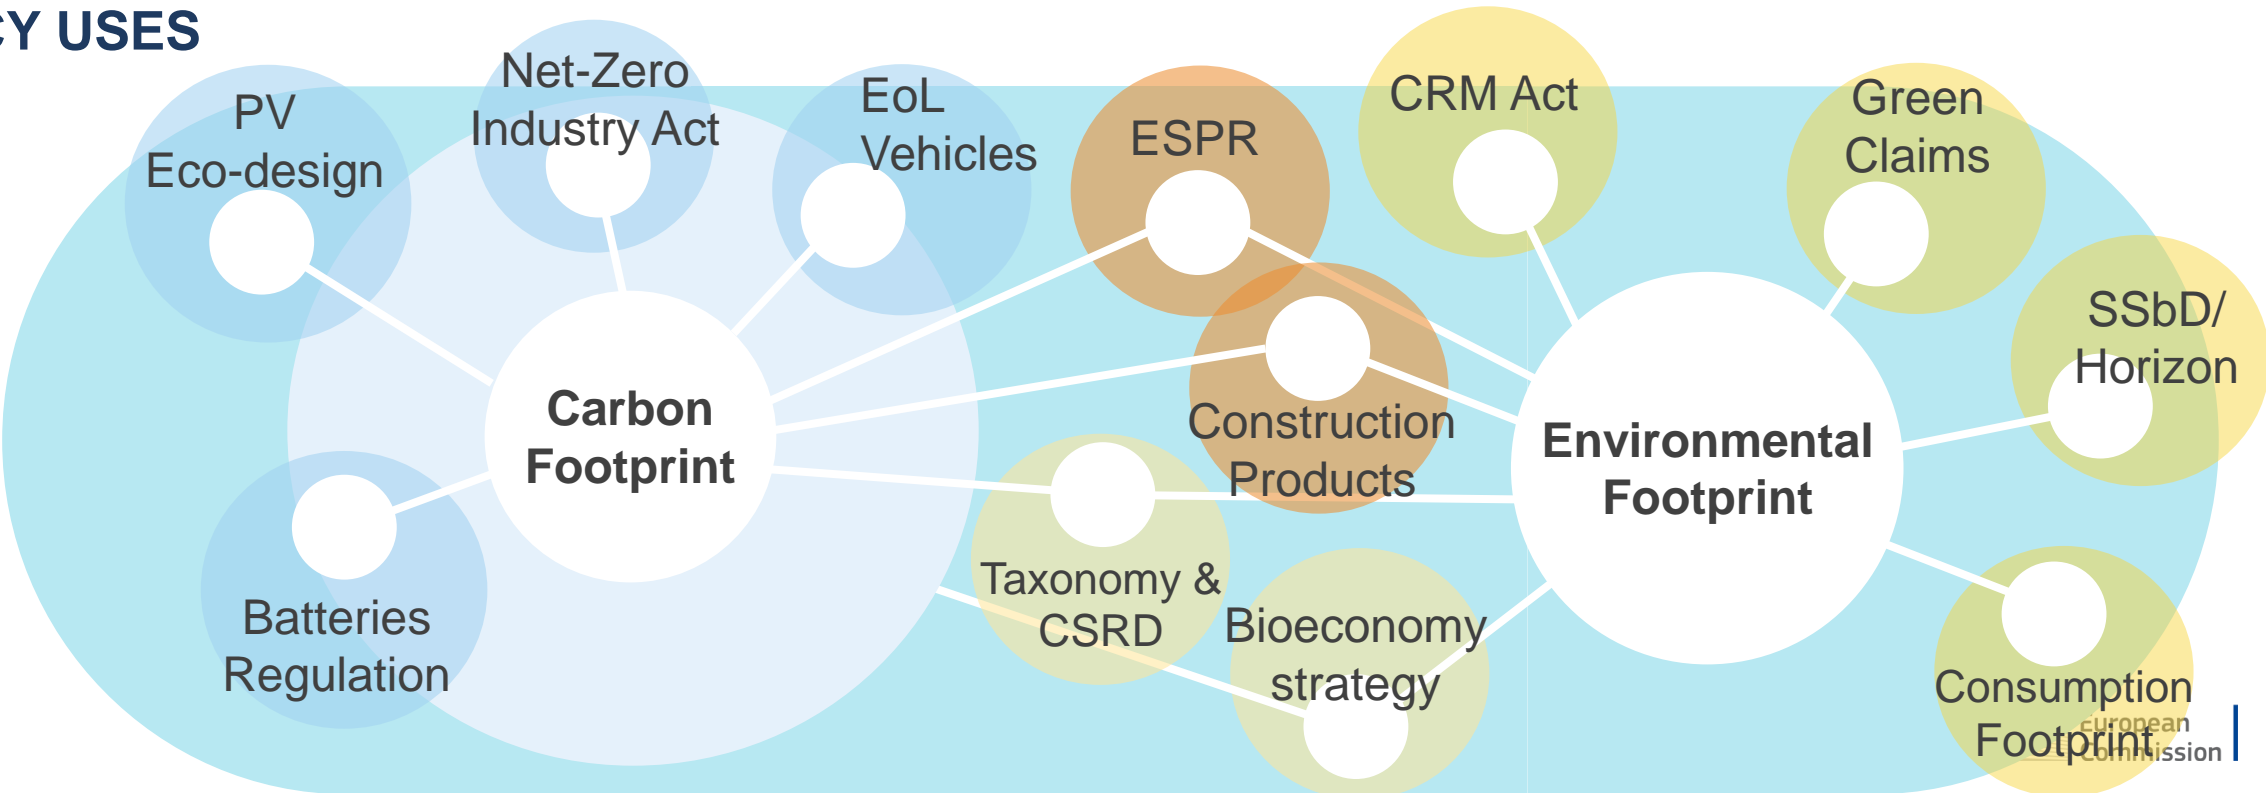 CY USES
PV
Eco-design
Net-Zero
Industry Act
EoL
Vehicles
ESPR
CRM Act
Green
Claims
SSbD/
Horizon
Carbon
Footprint
Construction
Products
Environmental
Footprint
Batteries
Regulation
Taxonomy &
CSRD
Bioeconomy
strategy
Consumption
Footprint
European
Commission